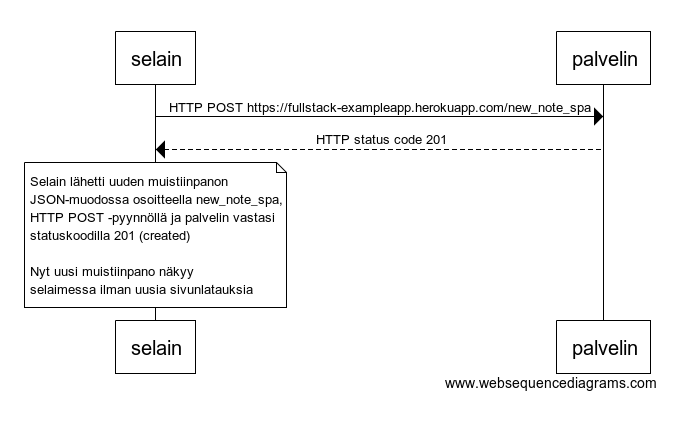 selain
palvelin
HTTP POST https://fullstack-exampleapp.herokuapp.com/new_note_spa
HTTP status code 201
Selain lähetti uuden muistiinpanon
JSON-muodossa osoitteella new_note_spa,
HTTP POST -pyynnöllä ja palvelin vastasi
statuskoodilla 201 (created)
Nyt uusi muistiinpano näkyy
selaimessa ilman uusia sivunlatauksia
selain
palvelin
www.websequencediagrams.com